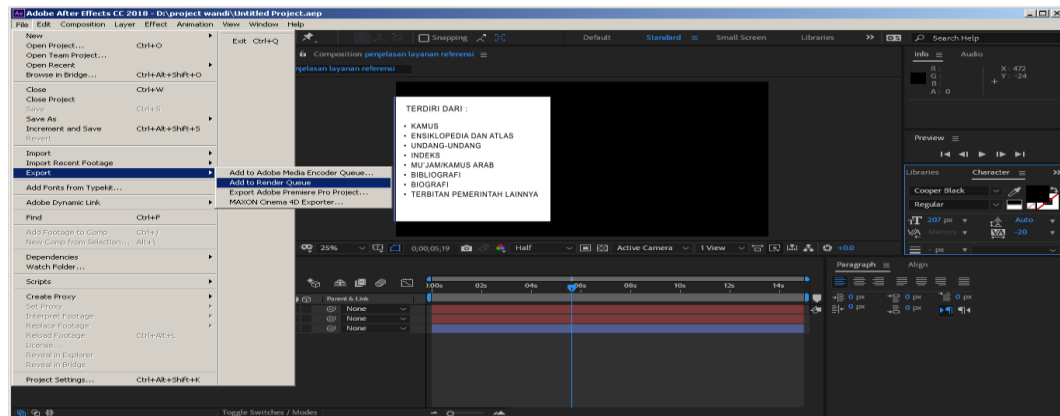 Adobe After Effects CC 2018 - D:\project wandi\Untitled Project.aep
File Edit Composition Layer Effect Animation View Window Help
New
Open Project... Ctrl+O
Open Team Project...
Open Recent
Browse in Bridge... Ctrl+Alt+Shift+O
Close Ctrl+W
Close Project
Save Ctrl+S
Save As
Increment and Save Ctrl+Alt+Shift+S
Revert
Import
Import Recent Footage
Export
Add Fonts from Typekit...
Adobe Dynamic Link
Find Ctrl+F
Add Footage to Comp Ctrl+/
New Comp from Selection... Alt+\
Dependencies
Watch Folder...
Scripts
Create Proxy
Set Proxy
Interpret Footage
Replace Footage
Reload Footage Ctrl+Alt+L
License...
Reveal in Explorer
Reveal in Bridge
Project Settings... Ctrl+Alt+Shift+K
Exit Ctrl+Q
Add to Adobe Media Encoder Queue...
Add to Render Queue
Export Adobe Premiere Pro Project...
MAXON Cinema 4D Exporter...
Snapping
Default Standard Small Screen Libraries
Search Help
Composition penjelasan layanan referensi
njelasan layanan referensi
TERDIRI DARI :
• KAMUS
• ENSIKLOPEDIA DAN ATLAS
• UNDANG-UNDANG
• INDEKS
• MU'JAM/KAMUS ARAB
• BIBLIOGRAFI
• BIOGRAFI
• TERBITAN PEMERINTAH LAINNYA
25% 0;00;05;19 Half Active Camera 1 View +0.0
Info Audio
R :
G :
B :
A : 0
X : 472
Y : -24
Preview
Libraries Character
Cooper Black
Regular
207 px Auto
Metrics -20
- px
Paragraph Align
0 px 0 px 0 px
0 px 0 px
Parent & Link
None
None
None
):00s 02s 04s 06s 08s 10s 12s 14s
Toggle Switches / Modes